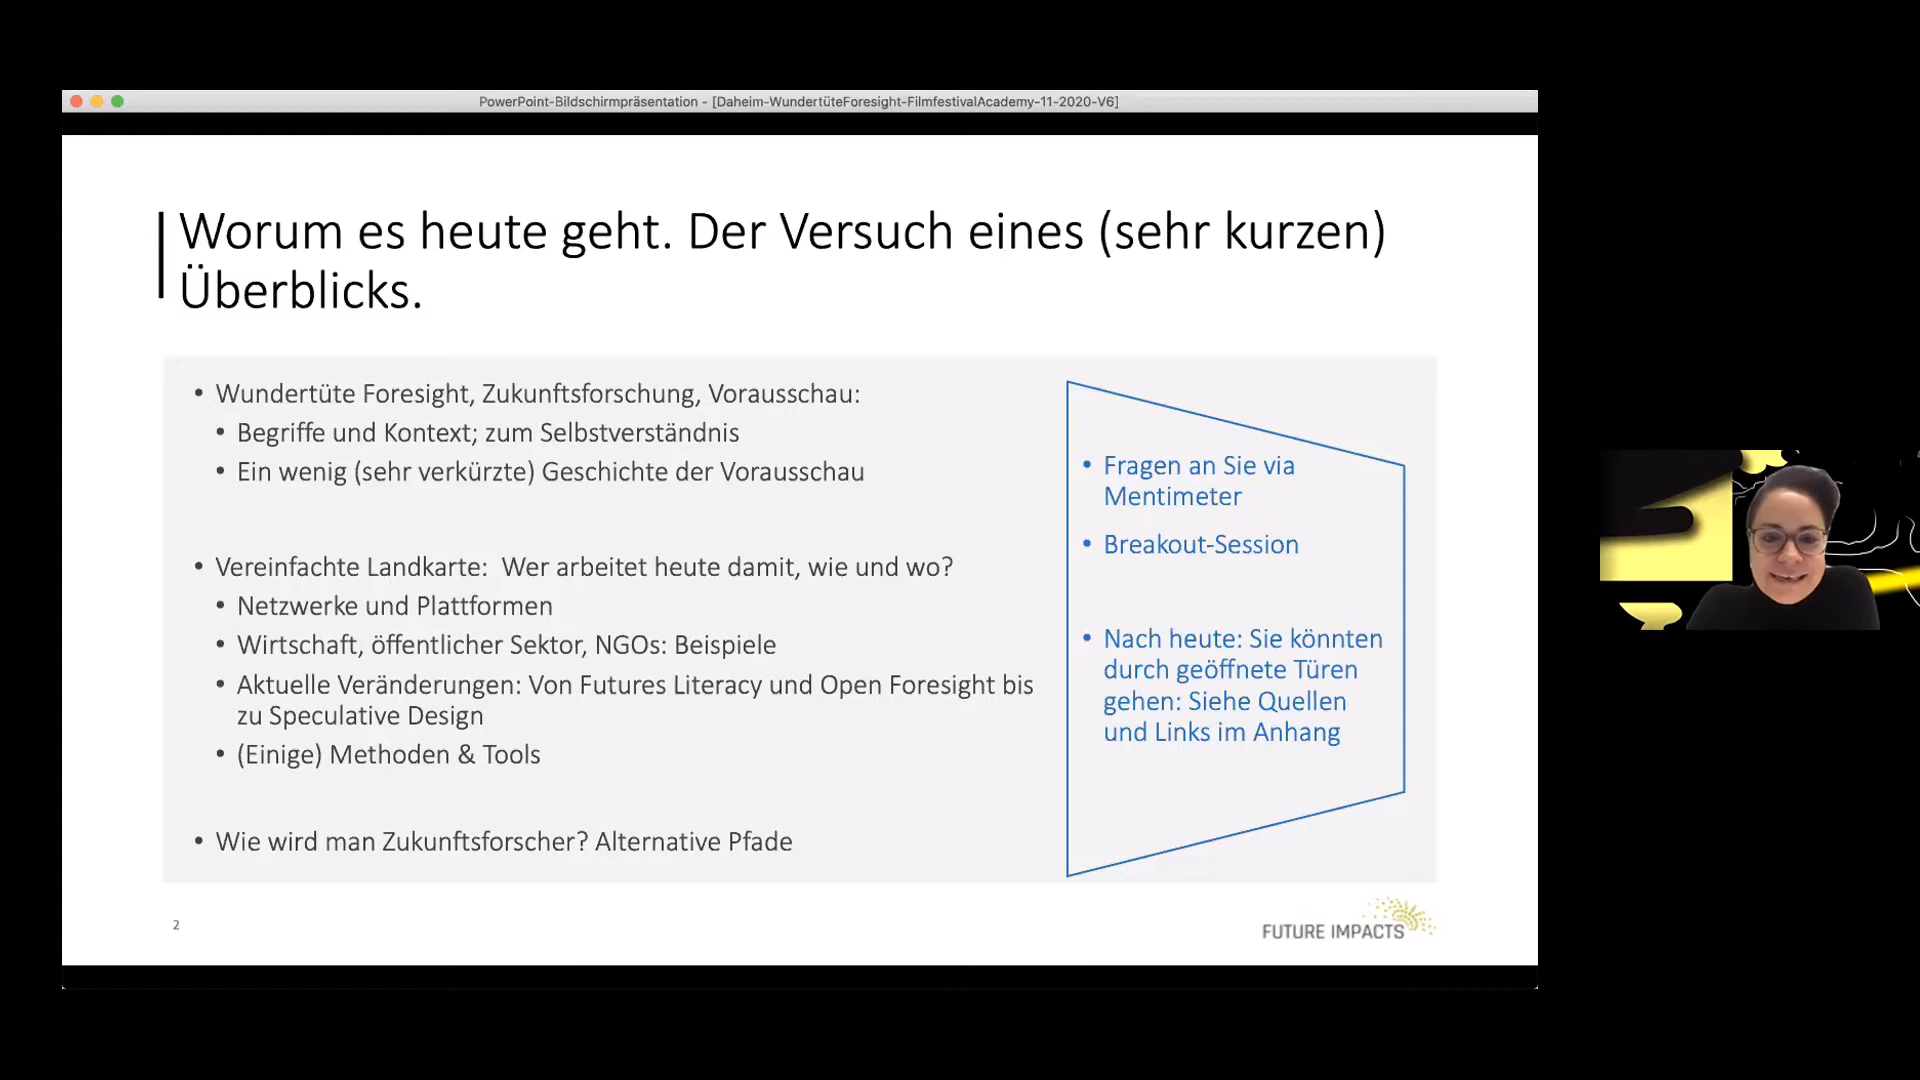 PowerPoint-Bildschirmpräsentation - [Daheim-WundertüteForesight-FilmfestivalAcademy-11-2020-V6]
Worum es heute geht. Der Versuch eines (sehr kurzen)
Überblicks.
• Wundertüte Foresight, Zukunftsforschung, Vorausschau:
• Begriffe und Kontext; zum Selbstverständnis
• Ein wenig (sehr verkürzte) Geschichte der Vorausschau
• Vereinfachte Landkarte: Wer arbeitet heute damit, wie und wo?
• Netzwerke und Plattformen
• Wirtschaft, öffentlicher Sektor, NGOs: Beispiele
• Aktuelle Veränderungen: Von Futures Literacy und Open Foresight bis
zu Speculative Design
• (Einige) Methoden & Tools
• Wie wird man Zukunftsforscher? Alternative Pfade
• Fragen an Sie via
Mentimeter
• Breakout-Session
• Nach heute: Sie könnten
durch geöffnete Türen
gehen: Siehe Quellen
und Links im Anhang
2
FUTURE IMPACTS